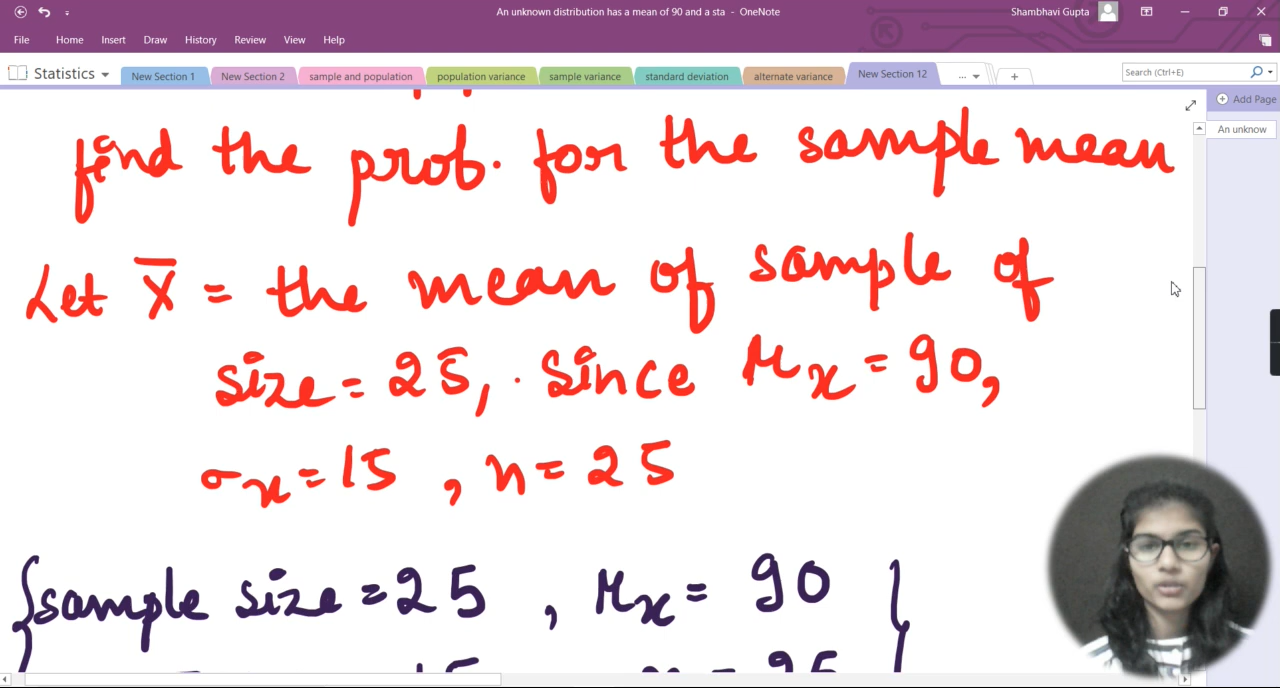 An unknown distribution has a mean of 90 and a sta - OneNote
Shambhavi Gupta
File Home Insert Draw History Review View Help
Statistics
New Section 1 New Section 2 sample and population population variance sample variance standard deviation alternate variance New Section 12 ... +
Search (Ctrl+E)
Add Page
An unknow
find the prob. for the sample mean
Let X̅ = the mean of sample of
size = 25, . Since μx = 90,
σx = 15 , n = 25
{sample size = 25 , μx = 90 }
15 n = 25